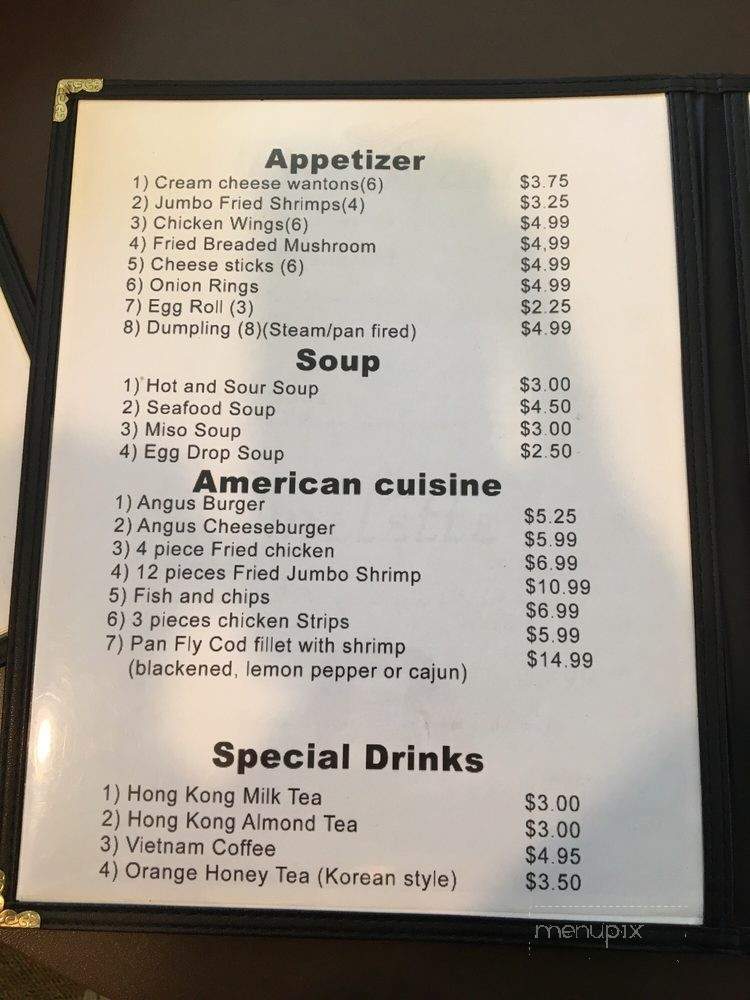 Appetizer
1) Cream cheese wantons(6) $3.75
2) Jumbo Fried Shrimps(4) $3.25
3) Chicken Wings(6) $4.99
4) Fried Breaded Mushroom $4,99
5) Cheese sticks (6) $4.99
6) Onion Rings $4.99
7) Egg Roll (3) $2.25
8) Dumpling (8)(Steam/pan fired) $4.99
Soup
1) Hot and Sour Soup $3.00
2) Seafood Soup $4.50
3) Miso Soup $3.00
4) Egg Drop Soup $2.50
American cuisine
1) Angus Burger $5.25
2) Angus Cheeseburger $5.99
3) 4 piece Fried chicken $6.99
4) 12 pieces Fried Jumbo Shrimp $10.99
5) Fish and chips $6.99
6) 3 pieces chicken Strips $5.99
7) Pan Fly Cod fillet with shrimp $14.99
(blackened, lemon pepper or cajun)
Special Drinks
1) Hong Kong Milk Tea $3.00
2) Hong Kong Almond Tea $3.00
3) Vietnam Coffee $4.95
4) Orange Honey Tea (Korean style) $3.50
menupix